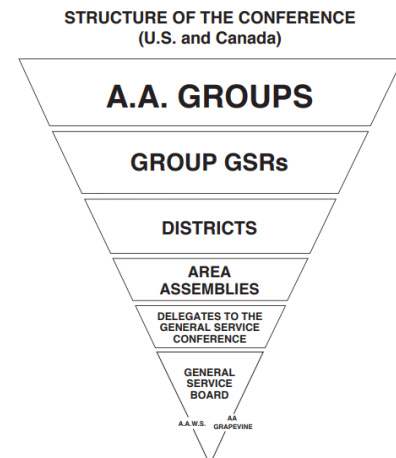 STRUCTURE OF THE CONFERENCE
(U.S. and Canada)
A.A. GROUPS
GROUP GSRs
DISTRICTS
AREA
ASSEMBLIES
DELEGATES TO THE
GENERAL SERVICE
CONFERENCE
GENERAL
SERVICE
BOARD
A.A.W.S.
AA
GRAPEVINE